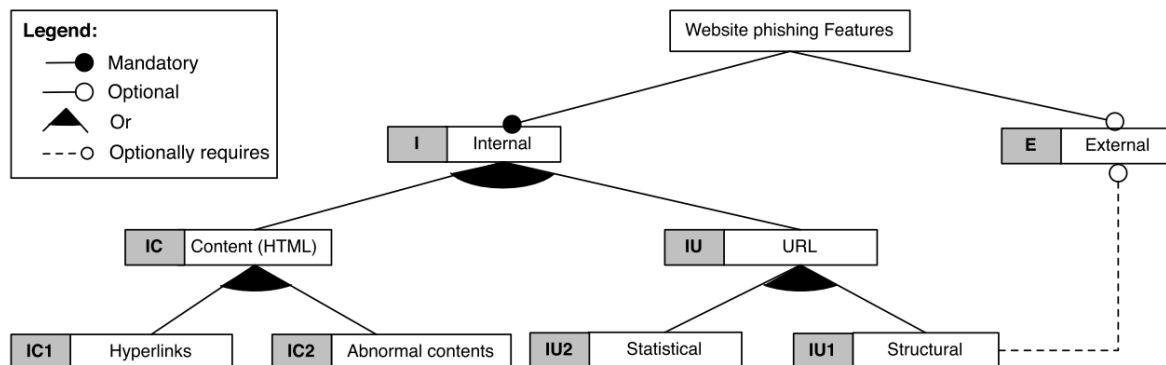 Legend:
Mandatory
Optional
Or
Optionally requires
Website phishing Features
I Internal
E External
IC Content (HTML)
IU URL
IC1 Hyperlinks
IC2 Abnormal contents
IU2 Statistical
IU1 Structural